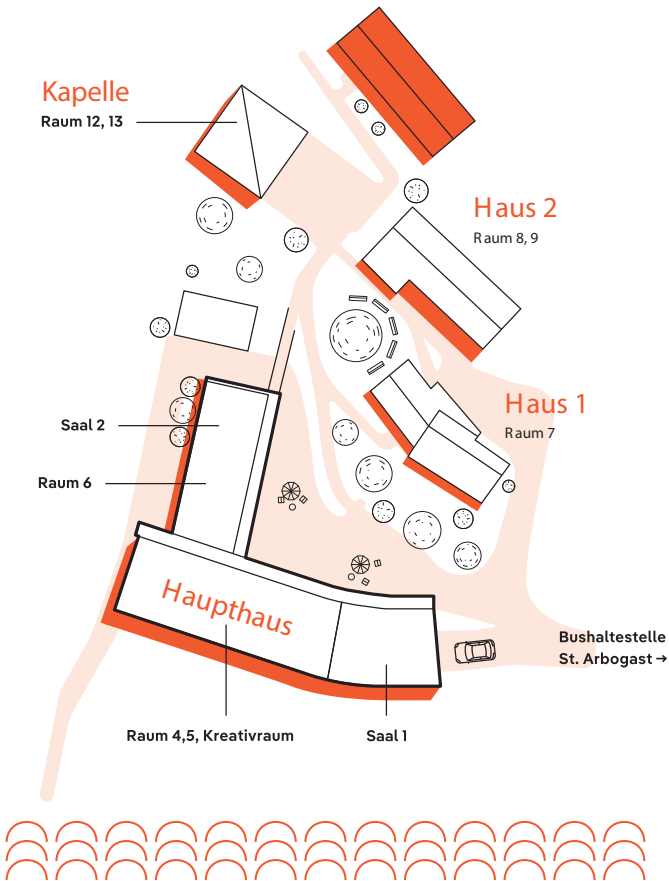 Kapelle
Raum 12, 13
Haus 2
Raum 8, 9
Haus 1
Raum 7
Saal 2
Raum 6
Haupthaus
Bushaltestelle
St. Arbogast →
Raum 4,5, Kreativraum
Saal 1